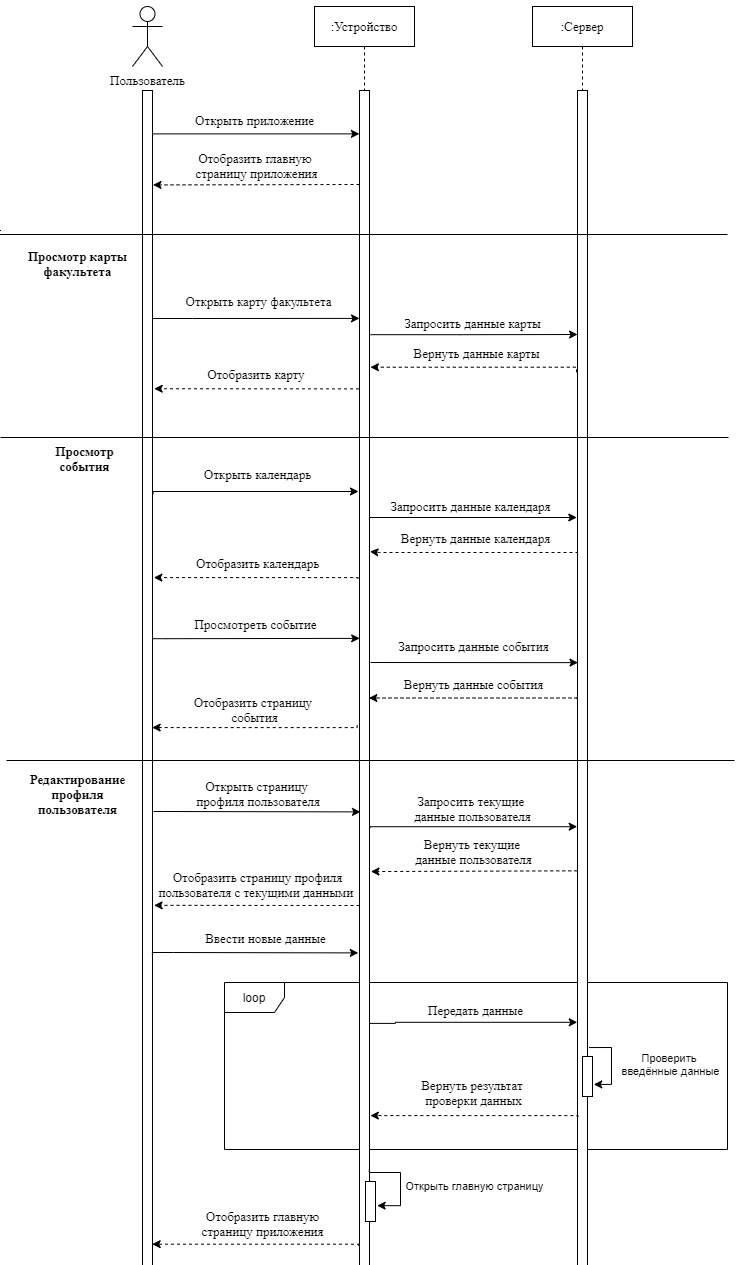 :Устройство
:Сервер
Пользователь
Открыть приложение
Отобразить главную
страницу приложения
Просмотр карты
факультета
Открыть карту факультета
Запросить данные карты
Вернуть данные карты
Отобразить карту
Просмотр
события
Открыть календарь
Запросить данные календаря
Вернуть данные календаря
Отобразить календарь
Просмотреть событие
Запросить данные события
Вернуть данные события
Отобразить страницу
события
Редактирование
профиля
пользователя
Открыть страницу
профиля пользователя
Запросить текущие
данные пользователя
Вернуть текущие
данные пользователя
Отобразить страницу профиля
пользователя с текущими данными
Ввести новые данные
loop
Передать данные
Проверить
введённые данные
Вернуть результат
проверки данных
Открыть главную страницу
Отобразить главную
страницу приложения